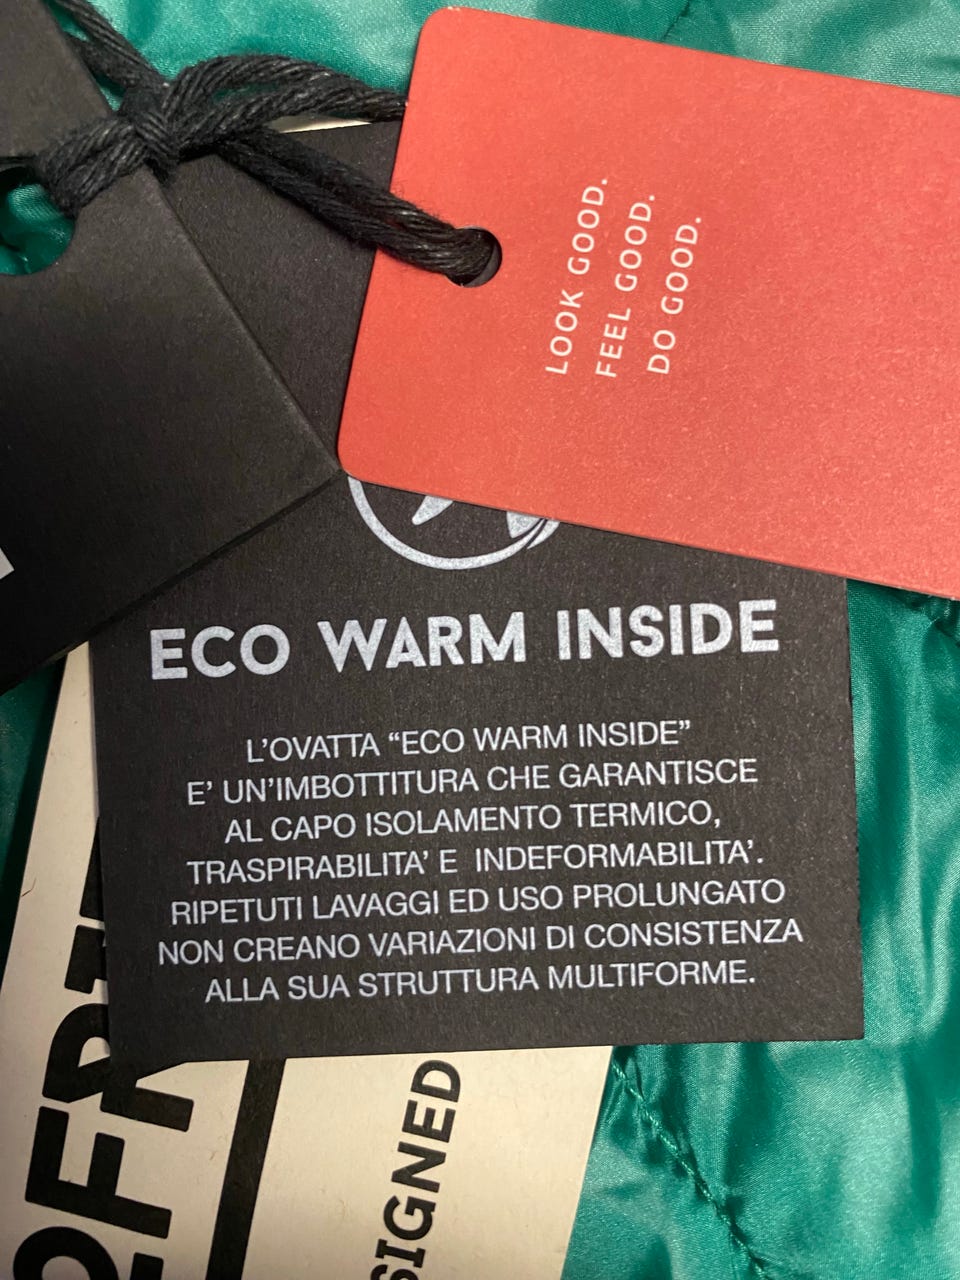 LOOK GOOD.
FEEL GOOD.
DO GOOD.
ECO WARM INSIDE
L'OVATTA “ECO WARM INSIDE”
E' UN'IMBOTTITURA CHE GARANTISCE
AL CAPO ISOLAMENTO TERMICO,
TRASPIRABILITA' E INDEFORMABILITA'.
RIPETUTI LAVAGGI ED USO PROLUNGATO
NON CREANO VARIAZIONI DI CONSISTENZA
ALLA SUA STRUTTURA MULTIFORME.